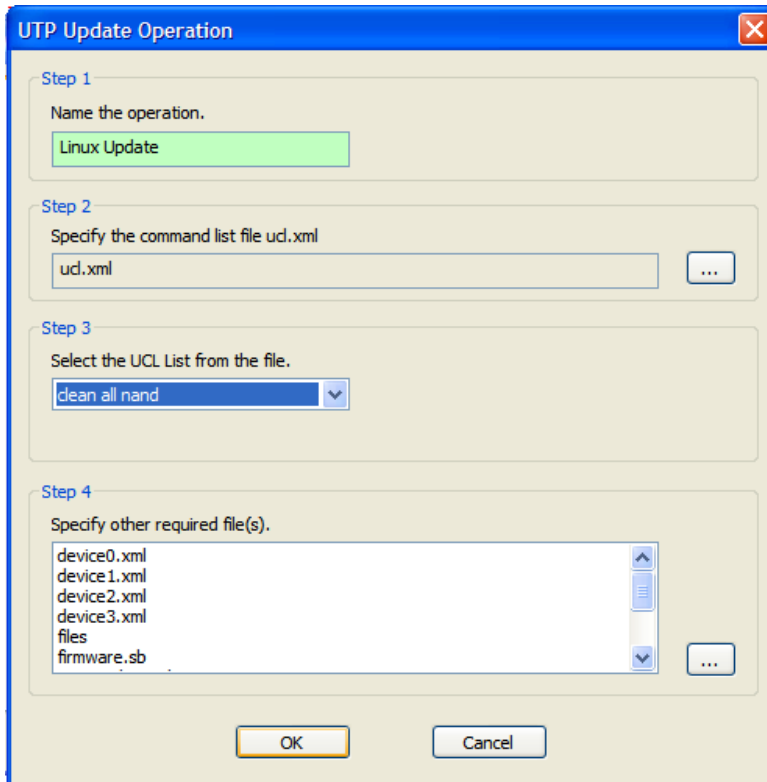 UTP Update Operation
Step 1
Name the operation.
Linux Update
Step 2
Specify the command list file ucl.xml
ucl.xml
...
Step 3
Select the UCL List from the file.
clean all nand
Step 4
Specify other required file(s).
device0.xml
device1.xml
device2.xml
device3.xml
files
firmware.sb
...
OK
Cancel